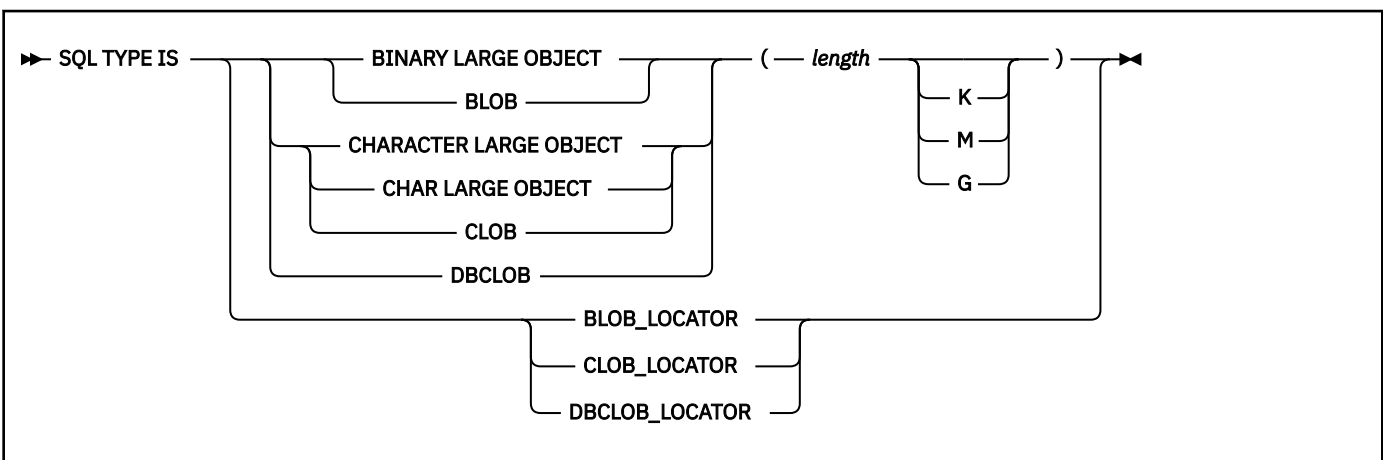 SQL TYPE IS BINARY LARGE OBJECT ( length )
BLOB K
CHARACTER LARGE OBJECT M
CHAR LARGE OBJECT G
CLOB
DBCLOB
BLOB_LOCATOR
CLOB_LOCATOR
DBCLOB_LOCATOR